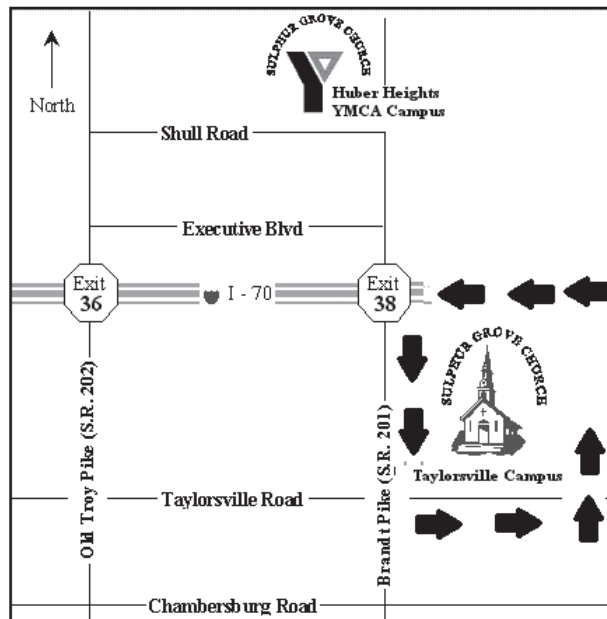 SULPHUR GROVE CHURCH
Huber Heights
YMCA Campus
North
Shull Road
Executive Blvd
Exit
36
I - 70
Exit
38
SULPHUR GROVE CHURCH
Old Troy Pike (S.R. 202)
Brandt Pike (S.R. 201)
Taylorsville Campus
Taylorsville Road
Chambersburg Road